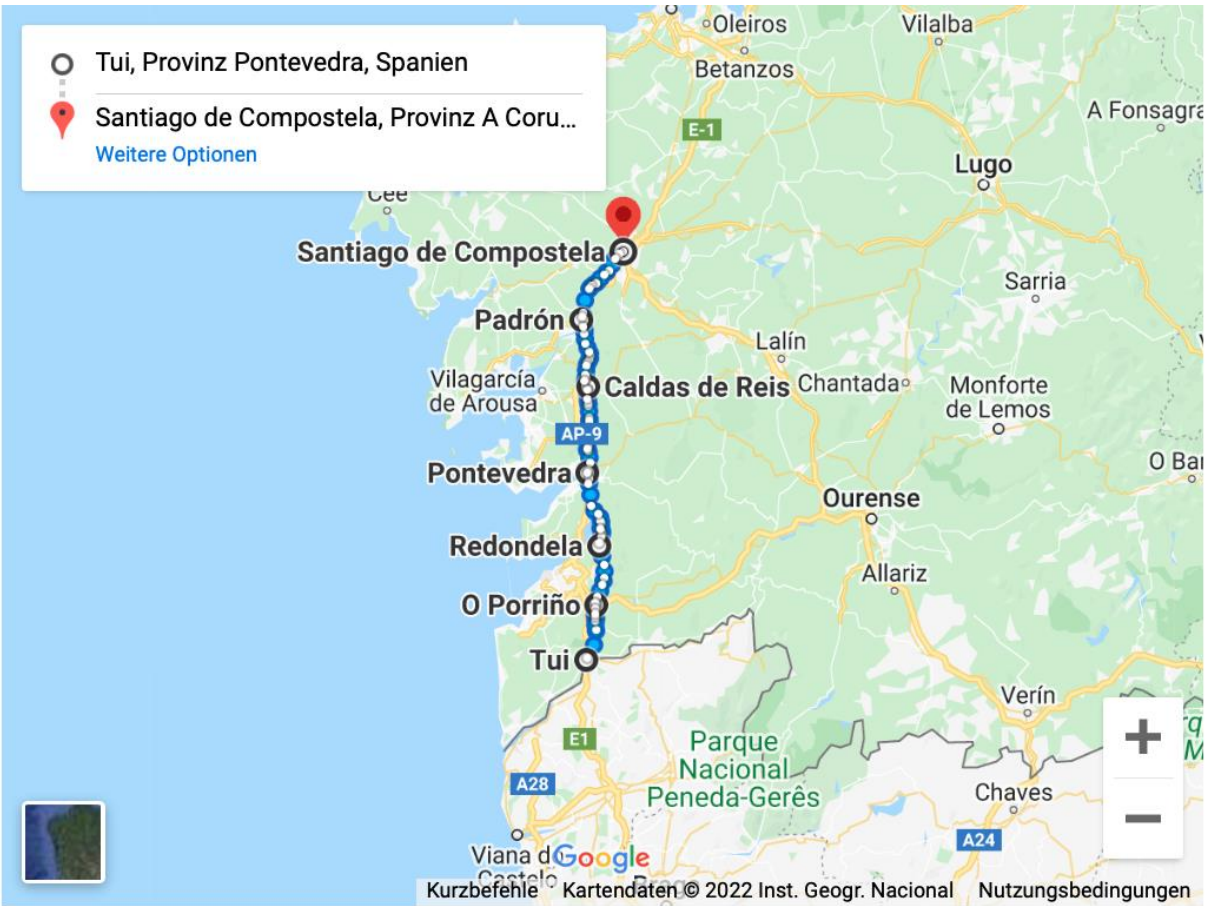 Tui, Provinz Pontevedra, Spanien
Santiago de Compostela, Provinz A Coru...
Weitere Optionen
Oleiros
Vilalba
Betanzos
A Fonsagra
E-1
Lugo
Cee
Santiago de Compostela
Sarria
Padrón
Lalín
Vilagarcía
de Arousa
Caldas de Reis
Chantada
Monforte
de Lemos
AP-9
Pontevedra
O Bar
Ourense
Redondela
Allariz
O Porriño
Tui
Verín
E1
Parque
Nacional
Peneda-Gerês
A28
Chaves
A24
Viana do
Castelo
Google
Kurzbefehle
Kartendaten © 2022 Inst. Geogr. Nacional
Nutzungsbedingungen